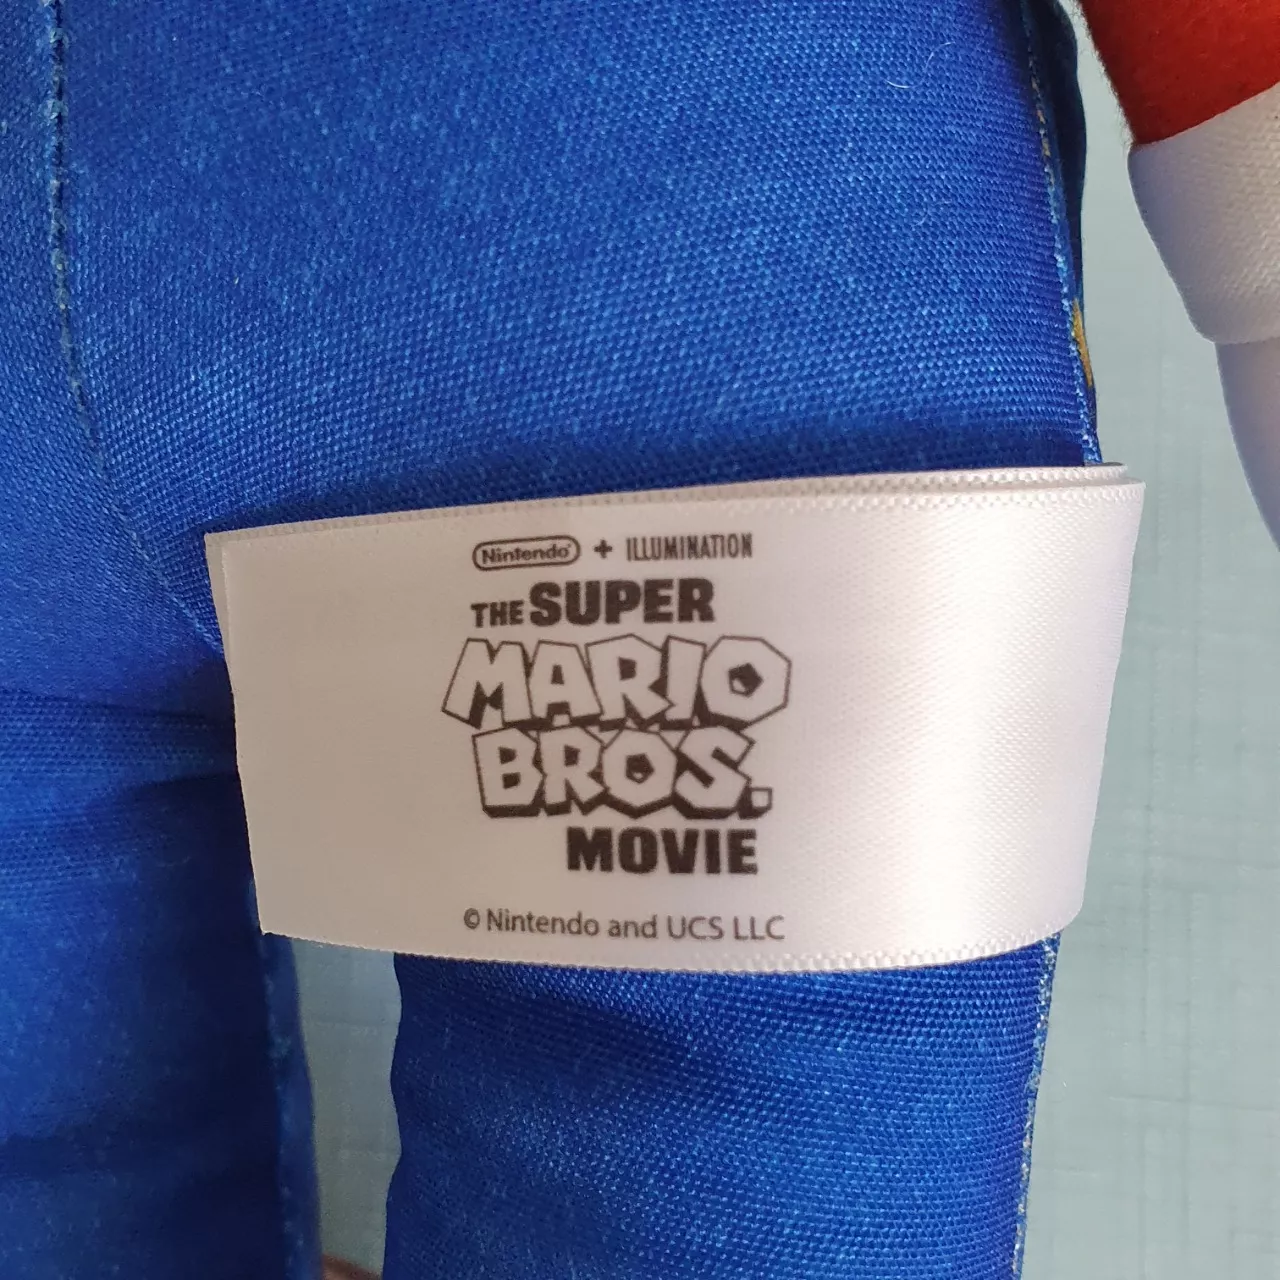 Nintendo® + ILLUMINATION
THE SUPER
MARIO
BROS.
MOVIE
© Nintendo and UCS LLC